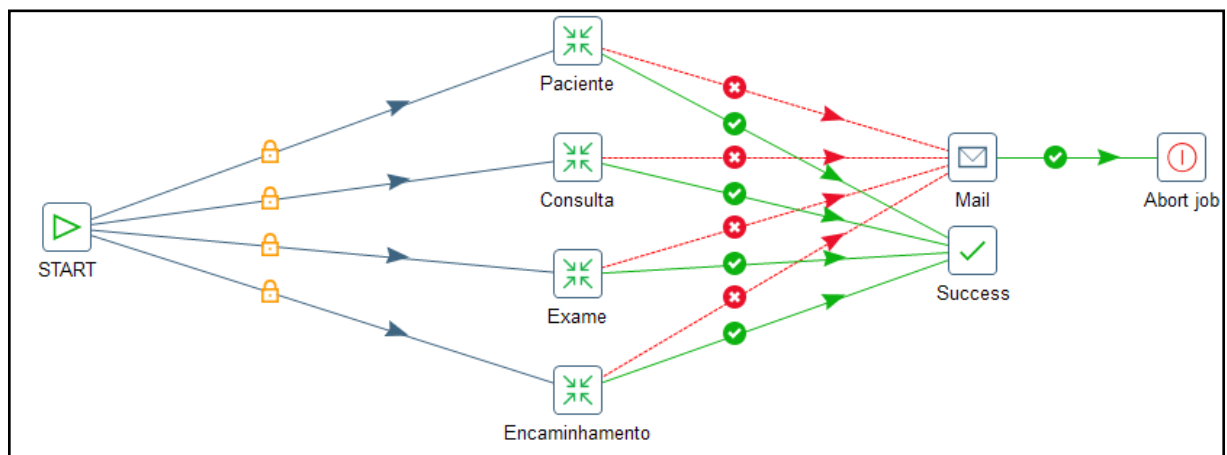 Paciente
Consulta
Mail
Abort job
START
Success
Exame
Encaminhamento